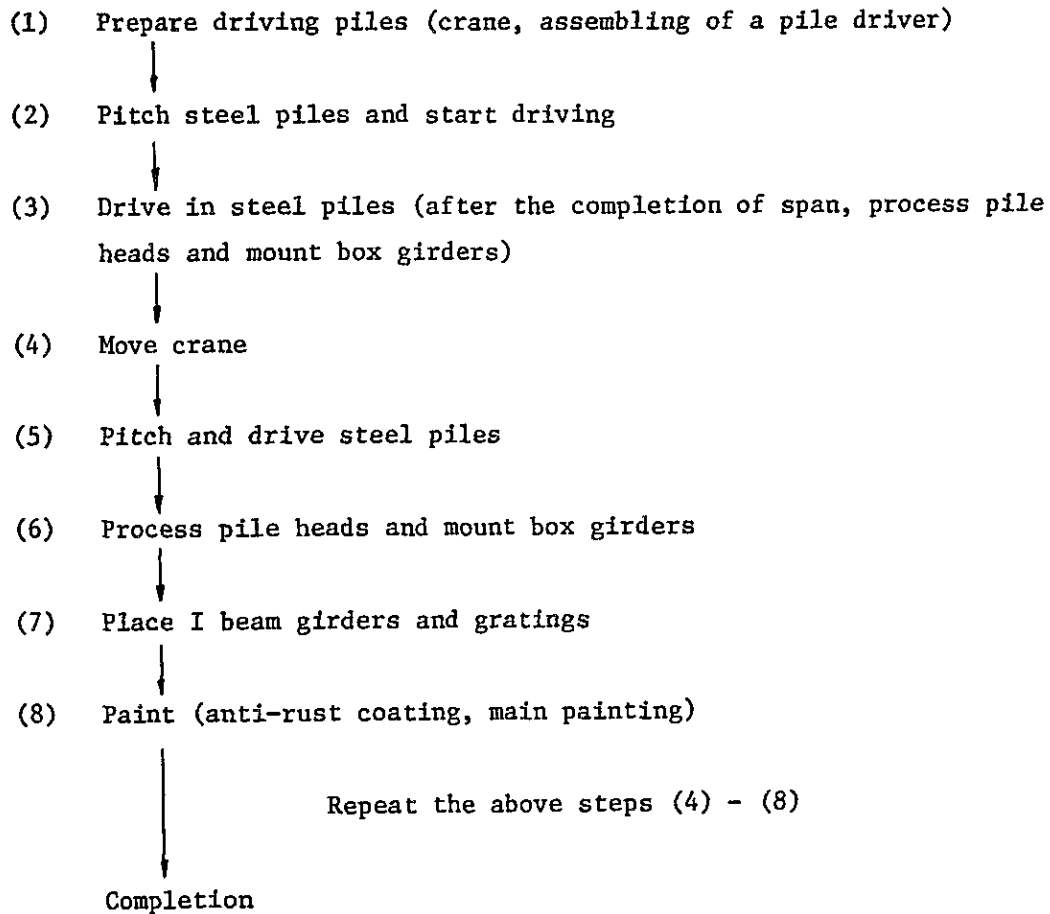 (1) Prepare driving piles (crane, assembling of a pile driver)
(2) Pitch steel piles and start driving
(3) Drive in steel piles (after the completion of span, process pile
heads and mount box girders)
(4) Move crane
(5) Pitch and drive steel piles
(6) Process pile heads and mount box girders
(7) Place I beam girders and gratings
(8) Paint (anti-rust coating, main painting)
Repeat the above steps (4) - (8)
Completion